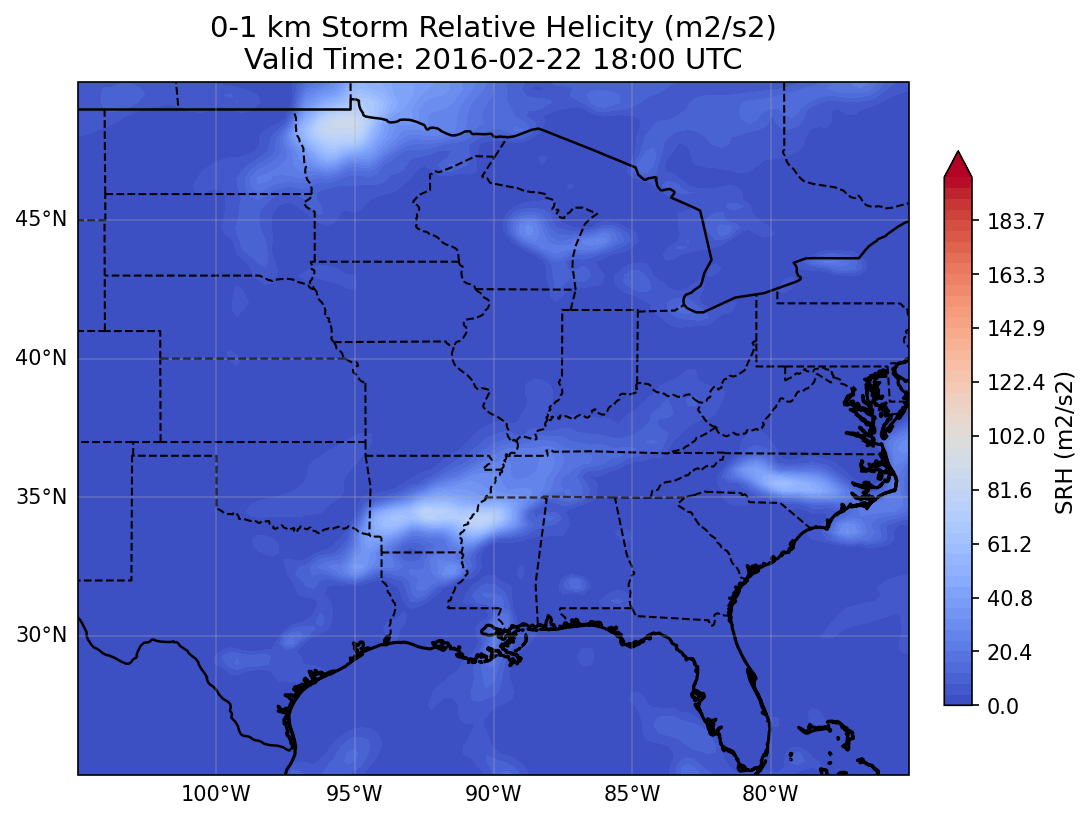 0-1 km Storm Relative Helicity (m2/s2)
Valid Time: 2016-02-22 18:00 UTC
45°N
40°N
35°N
30°N
100°W
95°W
90°W
85°W
80°W
183.7
163.3
142.9
122.4
102.0
81.6
61.2
40.8
20.4
0.0
SRH (m2/s2)